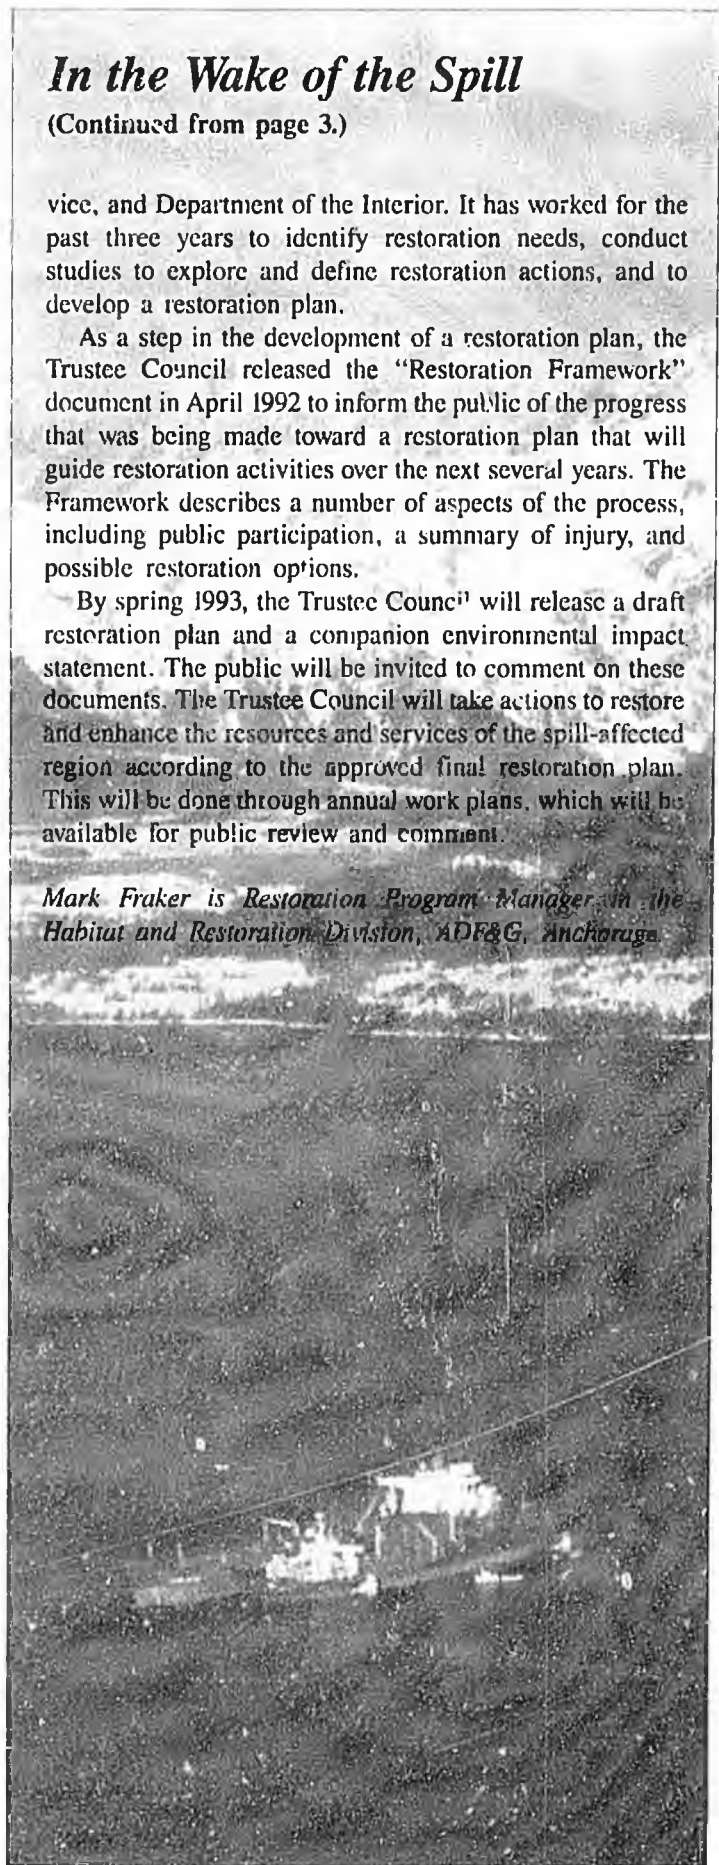 In the Wake of the Spill
(Continued from page 3.)
vice, and Department of the Interior. It has worked for the
past three years to identify restoration needs, conduct
studies to explore and define restoration actions, and to
develop a restoration plan.
As a step in the development of a restoration plan, the
Trustee Council released the “Restoration Framework”
document in April 1992 to inform the public of the progress
that was being made toward a restoration plan that will
guide restoration activities over the next several years. The
Framework describes a number of aspects of the process,
including public participation, a summary of injury, and
possible restoration options.
By spring 1993, the Trustee Council will release a draft
restoration plan and a companion environmental impact
statement. The public will be invited to comment on these
documents. The Trustee Council will take actions to restore
and enhance the resources and services of the spill-affected
region according to the approved final restoration plan.
This will be done through annual work plans, which will be
available for public review and comment.
Mark Fraker is Restoration Program Manager in the
Habitat and Restoration Division, ADF&G, Anchorage.